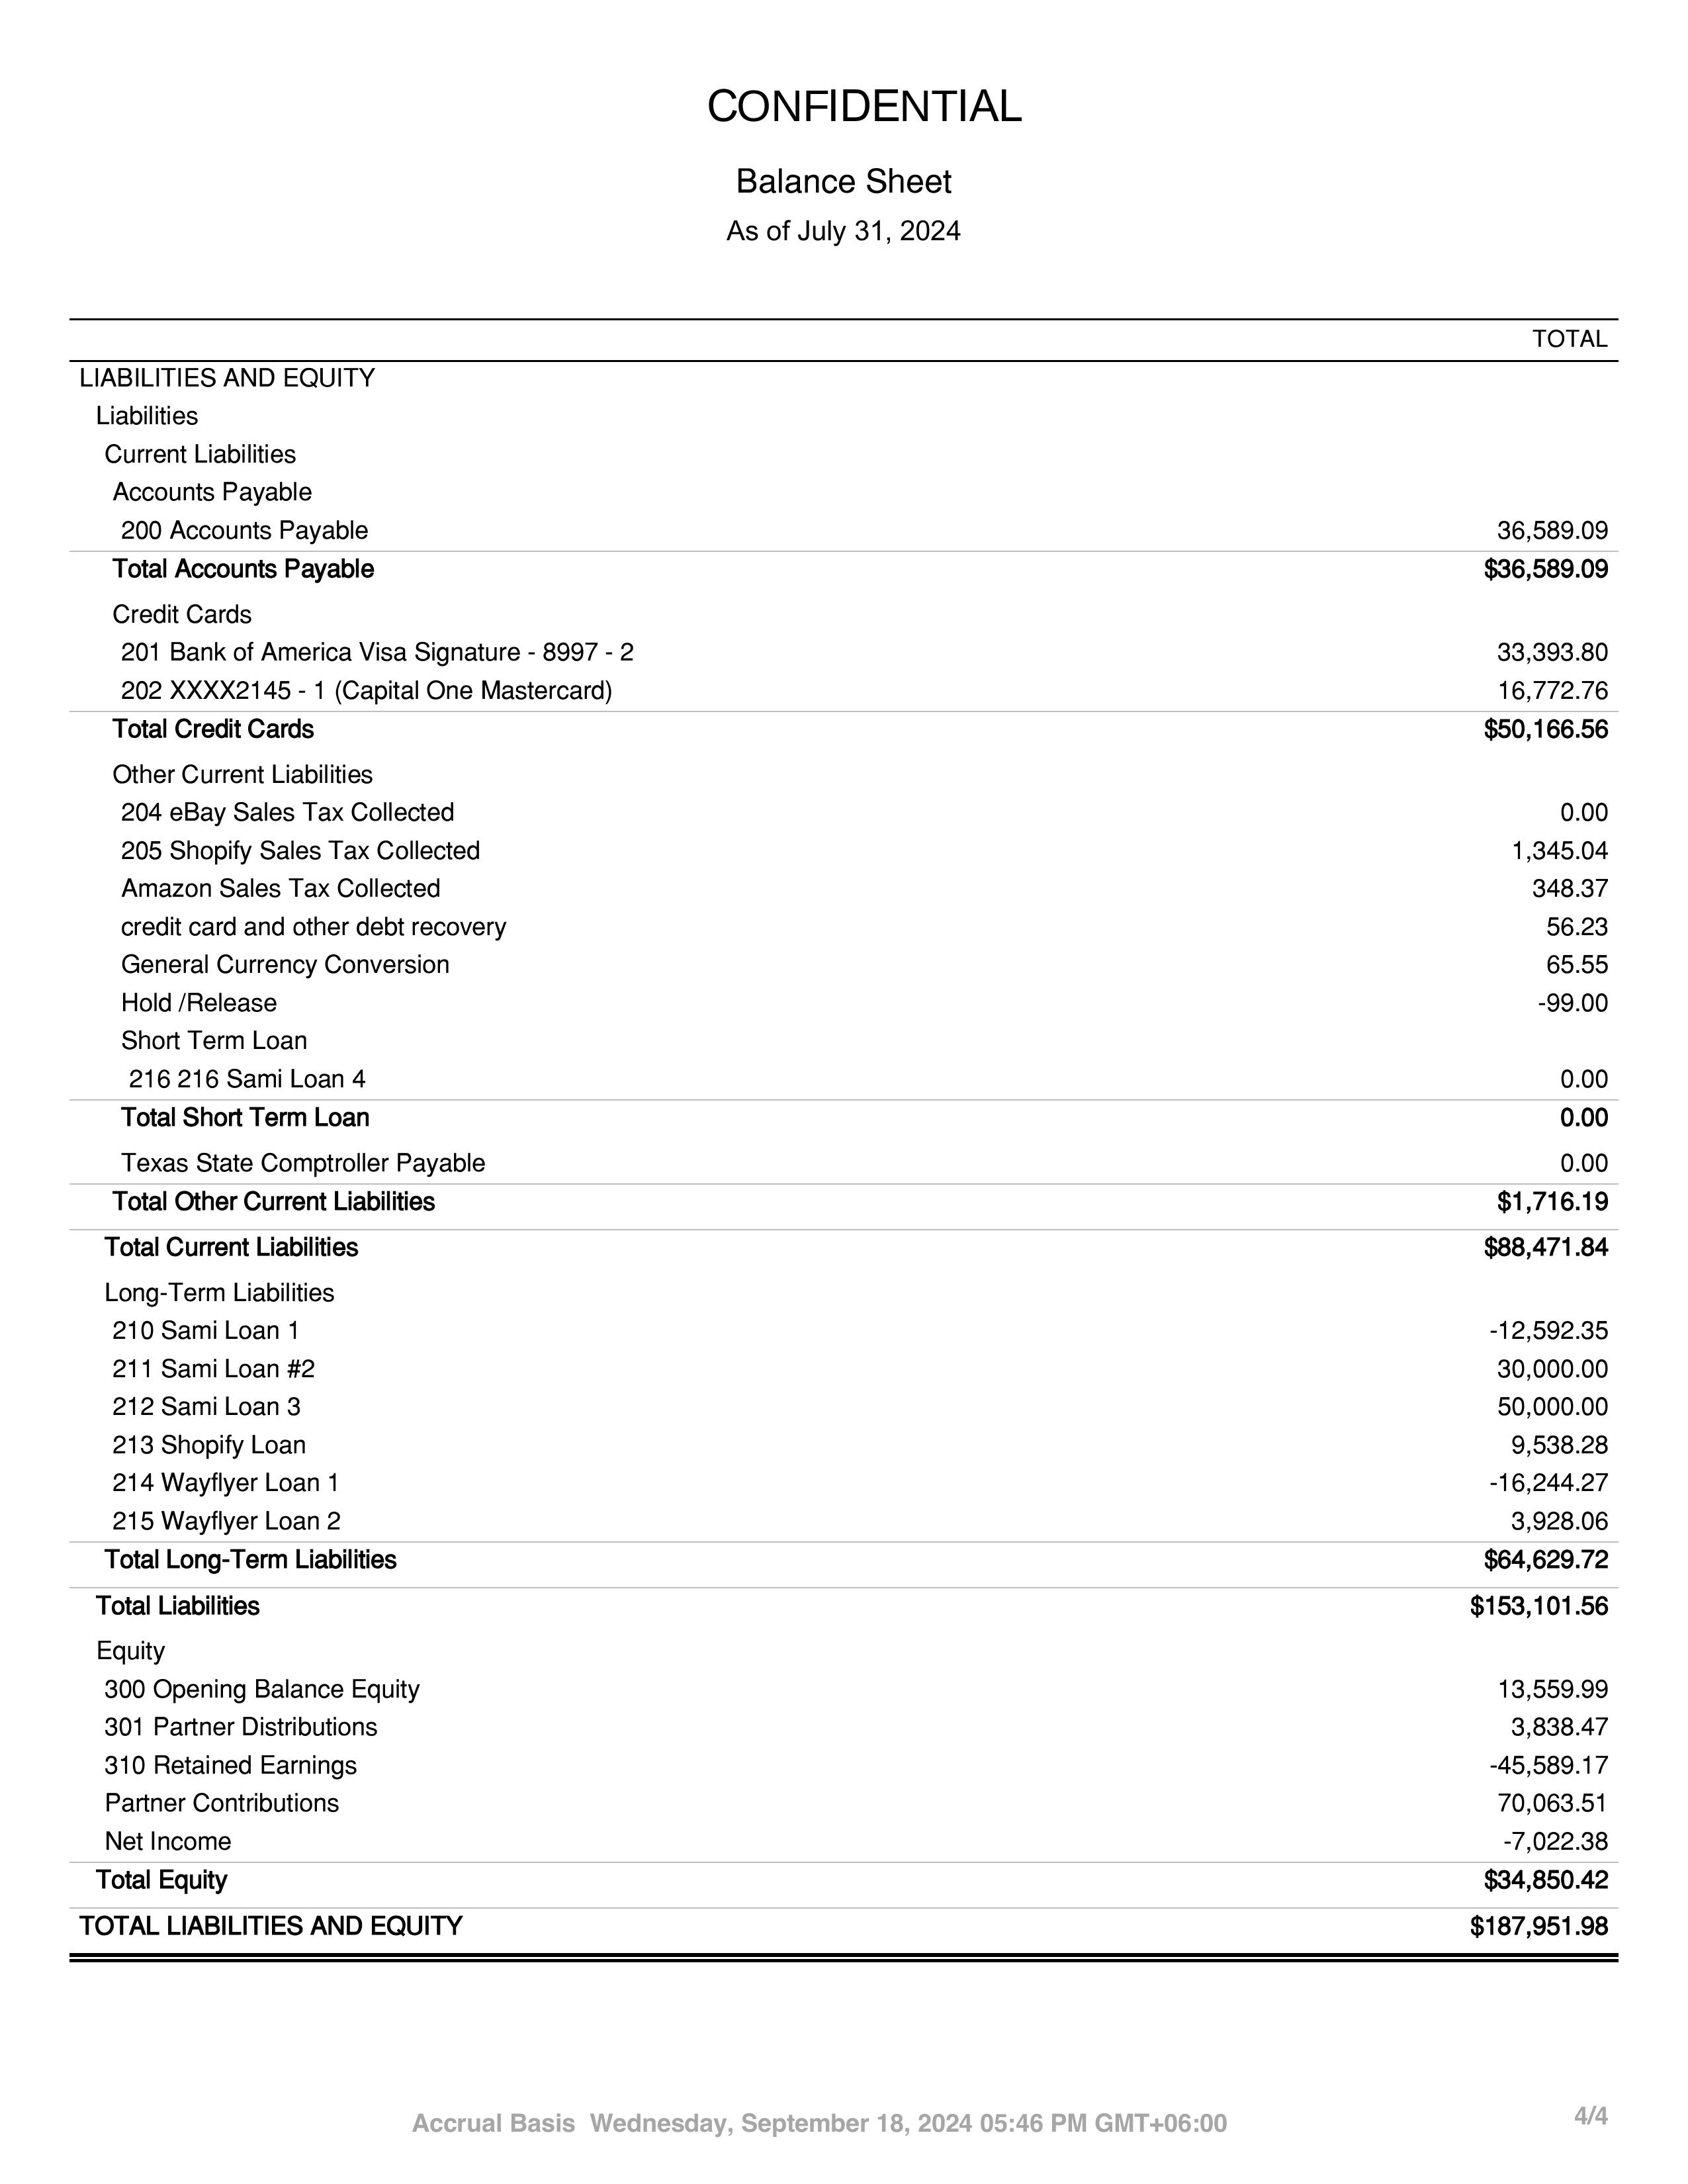 CONFIDENTIAL
Balance Sheet
As of July 31, 2024
TOTAL
LIABILITIES AND EQUITY
Liabilities
Current Liabilities
Accounts Payable
200 Accounts Payable 36,589.09
Total Accounts Payable $36,589.09
Credit Cards
201 Bank of America Visa Signature - 8997 - 2 33,393.80
202 XXXX2145 - 1 (Capital One Mastercard) 16,772.76
Total Credit Cards $50,166.56
Other Current Liabilities
204 eBay Sales Tax Collected 0.00
205 Shopify Sales Tax Collected 1,345.04
Amazon Sales Tax Collected 348.37
credit card and other debt recovery 56.23
General Currency Conversion 65.55
Hold /Release -99.00
Short Term Loan
216 216 Sami Loan 4 0.00
Total Short Term Loan 0.00
Texas State Comptroller Payable 0.00
Total Other Current Liabilities $1,716.19
Total Current Liabilities $88,471.84
Long-Term Liabilities
210 Sami Loan 1 -12,592.35
211 Sami Loan #2 30,000.00
212 Sami Loan 3 50,000.00
213 Shopify Loan 9,538.28
214 Wayflyer Loan 1 -16,244.27
215 Wayflyer Loan 2 3,928.06
Total Long-Term Liabilities $64,629.72
Total Liabilities $153,101.56
Equity
300 Opening Balance Equity 13,559.99
301 Partner Distributions 3,838.47
310 Retained Earnings -45,589.17
Partner Contributions 70,063.51
Net Income -7,022.38
Total Equity $34,850.42
TOTAL LIABILITIES AND EQUITY $187,951.98
Accrual Basis Wednesday, September 18, 2024 05:46 PM GMT+06:00 4/4